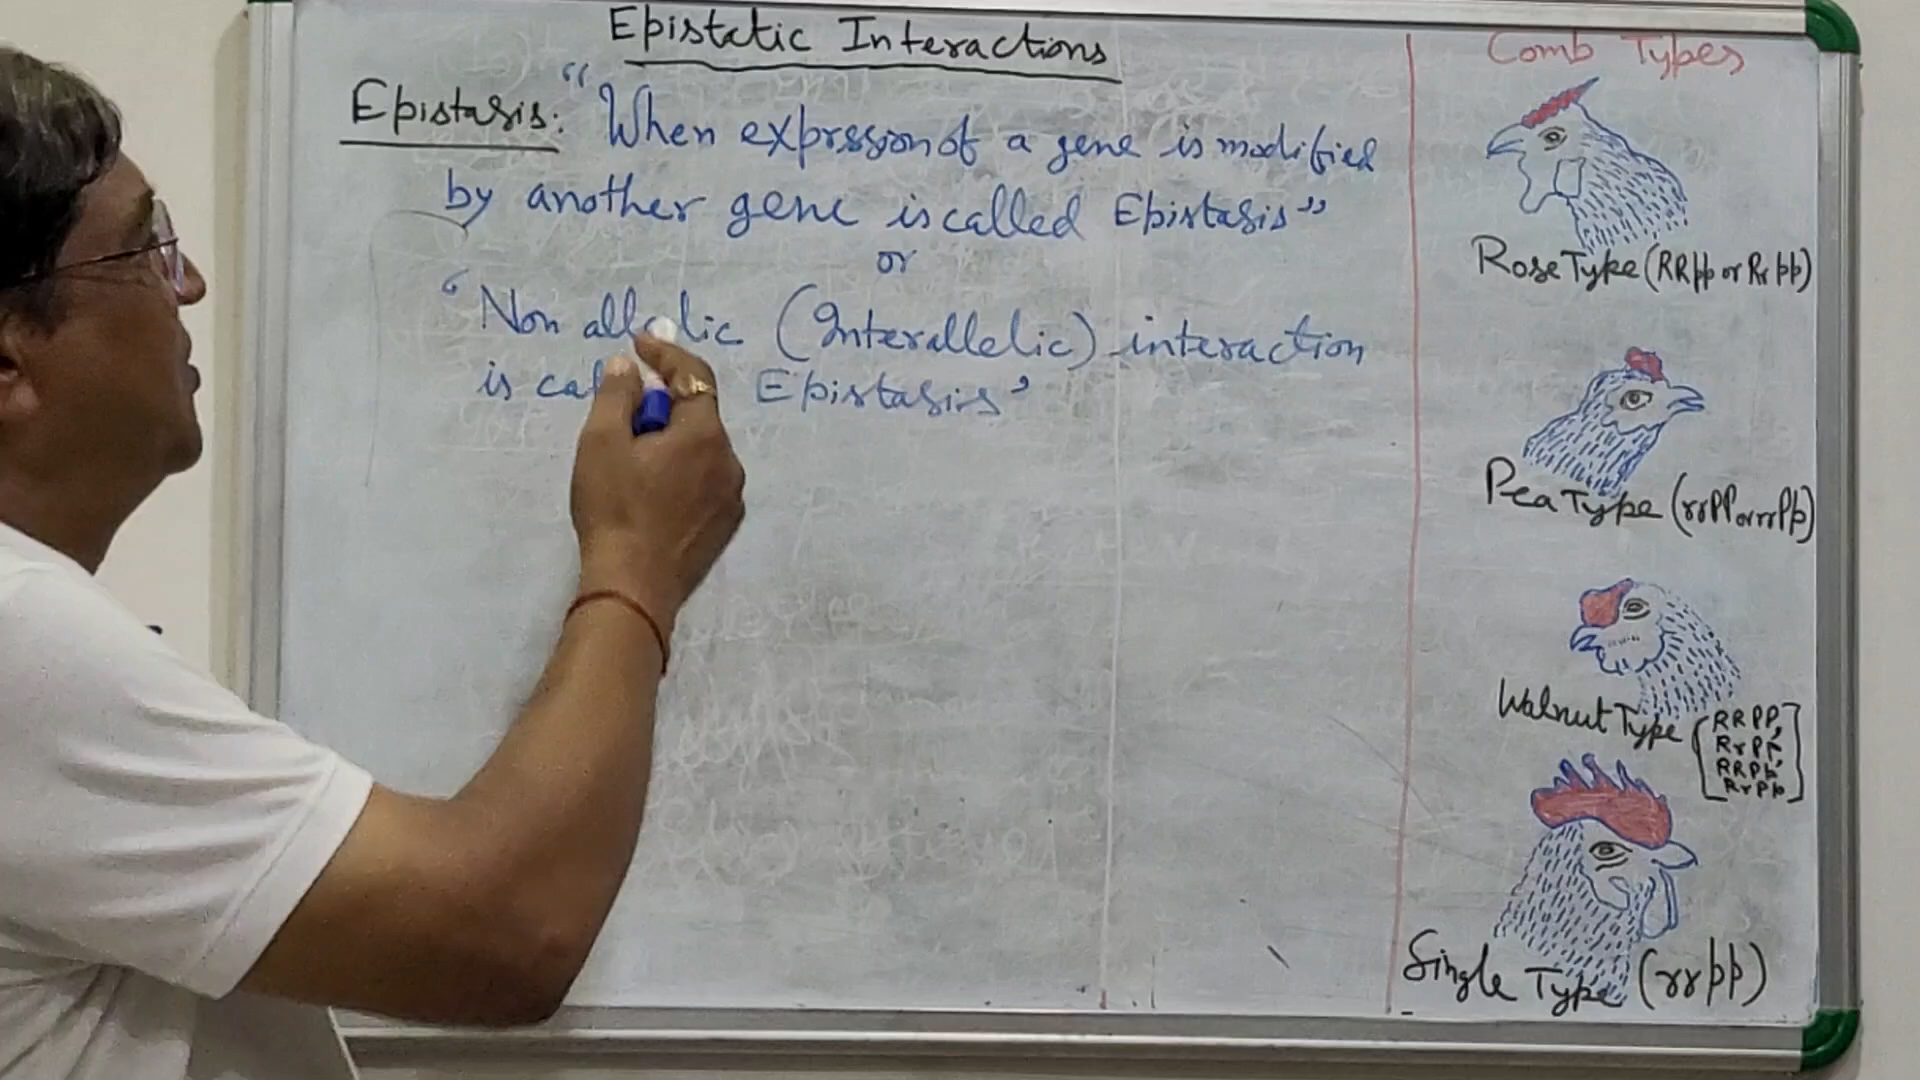 Epistatic Interactions
Epistasis: "When expression of a gene is modified
by another gene is called Epistasis"
or
"Non allelic (Interallelic) interaction
is Epistasis"
Comb Types
Rose Type (RRpp or Rrpp)
Pea Type (rrPP or rrPp)
Walnut Type [RRPP,
RrPP,
RRPp,
RrPp]
Single Type (rrpp)